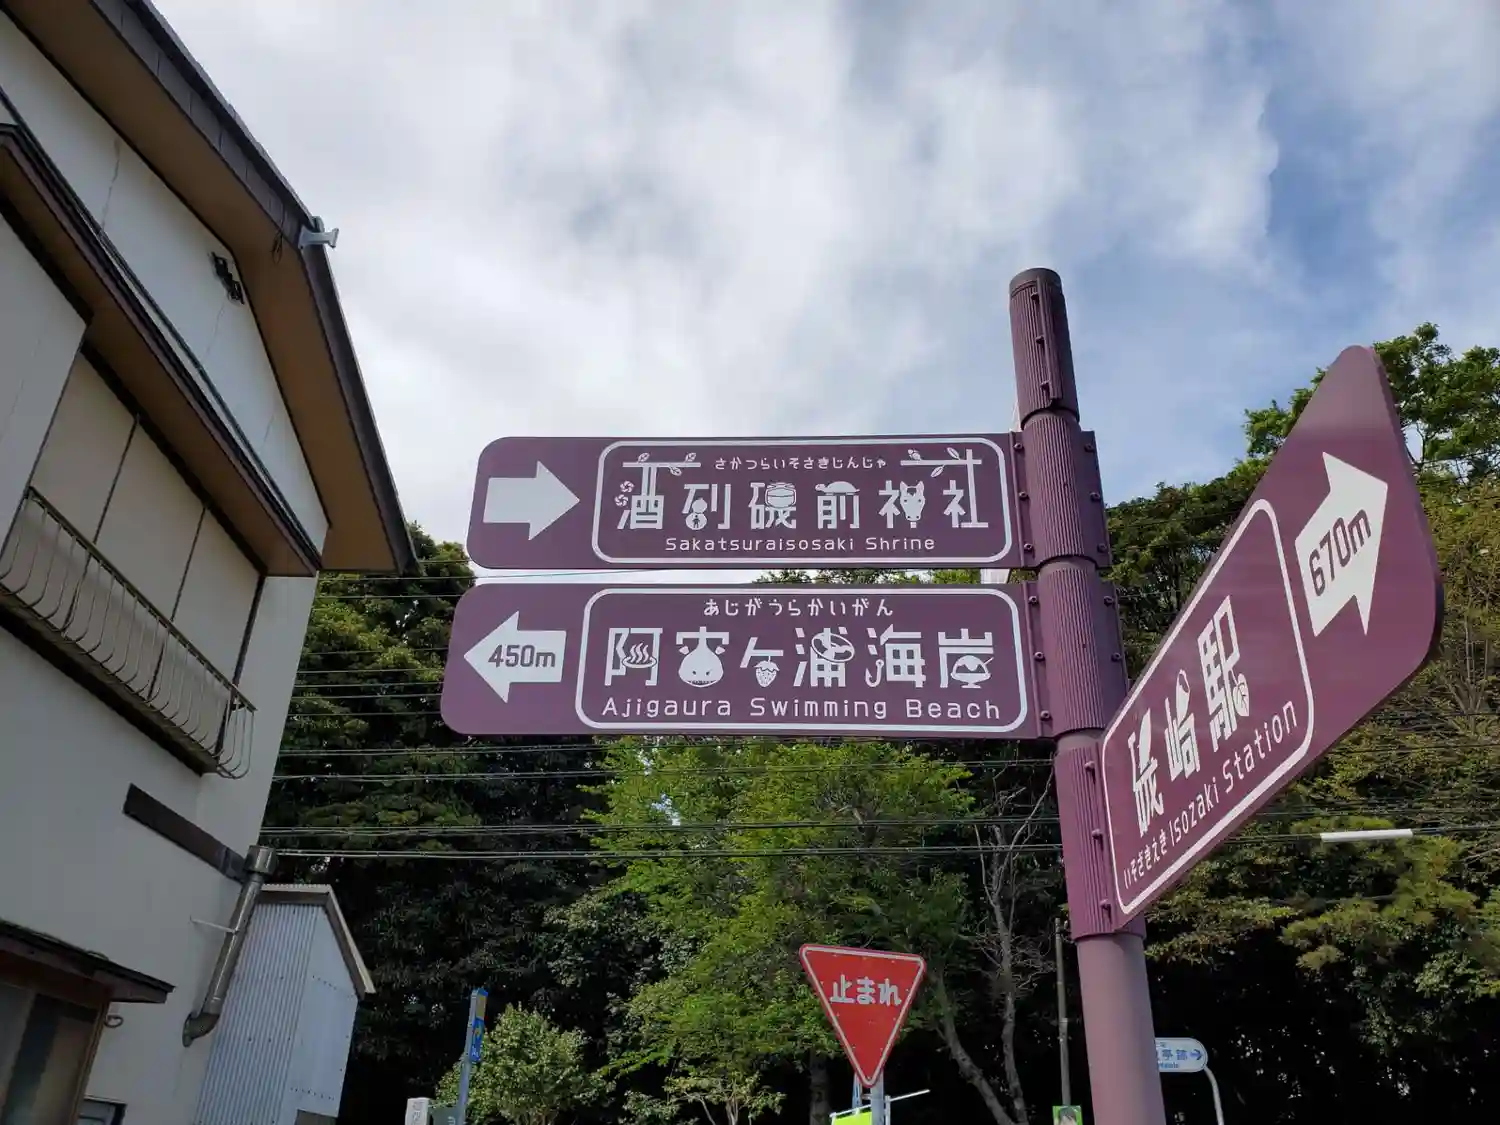 さかつらいそさきじんじゃ
酒列磯前神社
Sakatsuraisosaki Shrine
あじがうらかいがん
阿字ヶ浦海岸
450m
Ajigaura Swimming Beach
670m
磯崎駅
いそざきえき Isozaki Station
止まれ